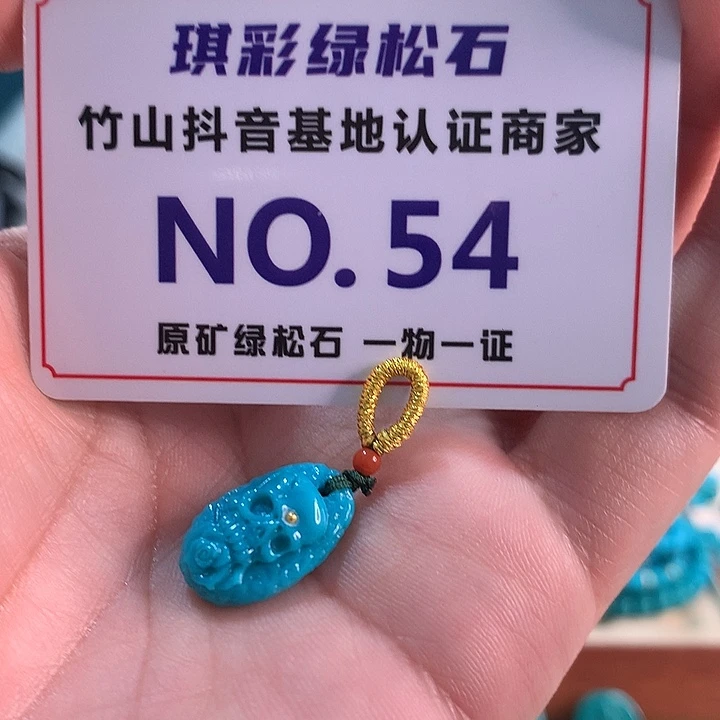 琪彩绿松石
竹山抖音基地认证商家
NO.54
原矿绿松石 一物一证